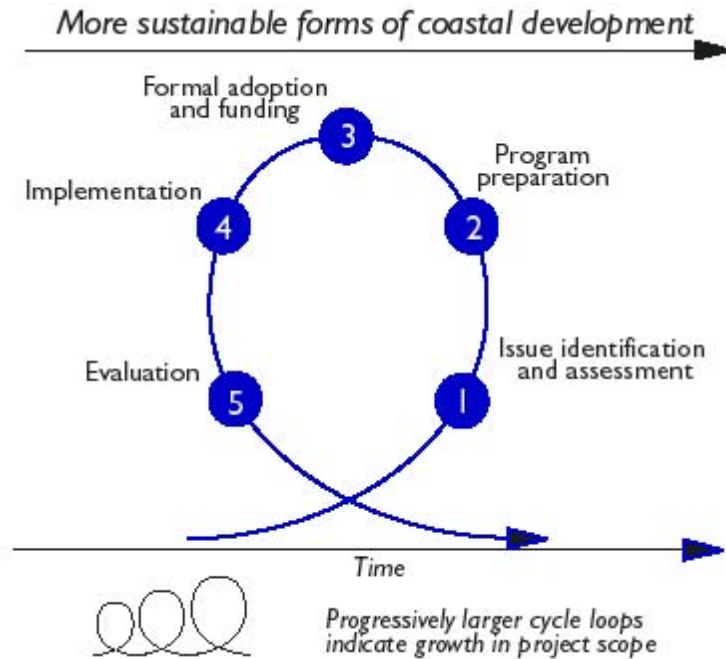 More sustainable forms of coastal development
Formal adoption
and funding
3
Program
preparation
Implementation
4
2
Issue identification
and assessment
Evaluation
5
1
Time
Progressively larger cycle loops
indicate growth in project scope